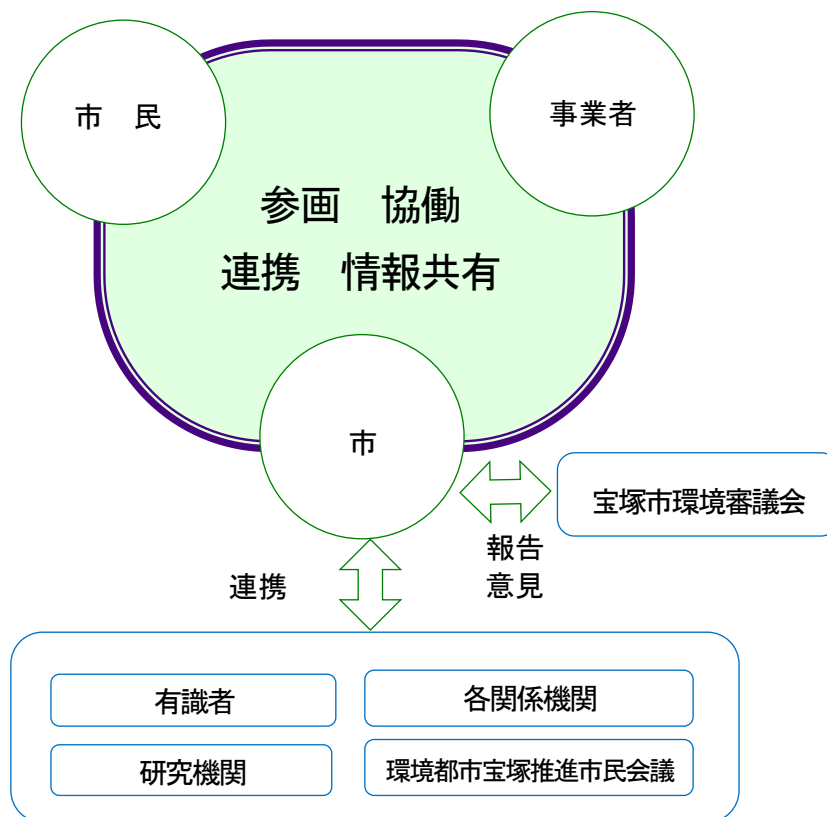 市　民
事業者
参画　協働
連携　情報共有
市
宝塚市環境審議会
報告
意見
連携
有識者
各関係機関
研究機関
環境都市宝塚推進市民会議